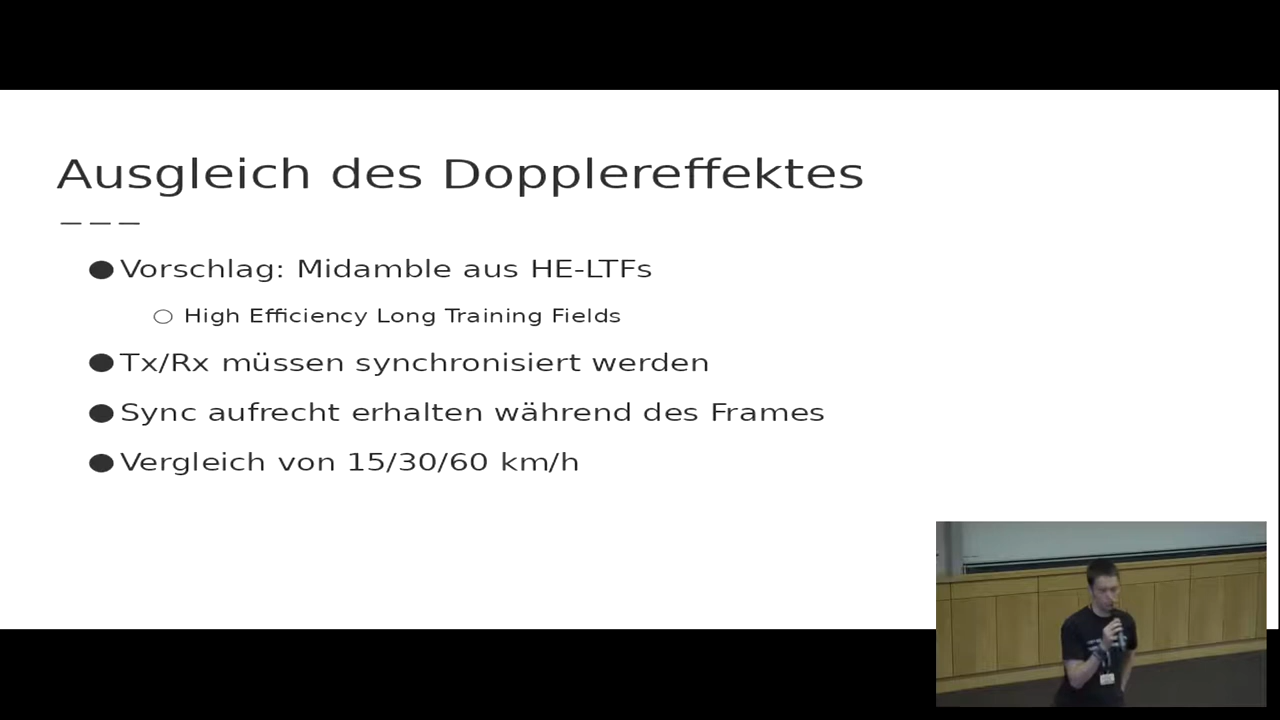 Ausgleich des Dopplereffektes
Vorschlag: Midamble aus HE-LTFs
High Efficiency Long Training Fields
Tx/Rx müssen synchronisiert werden
Sync aufrecht erhalten während des Frames
Vergleich von 15/30/60 km/h